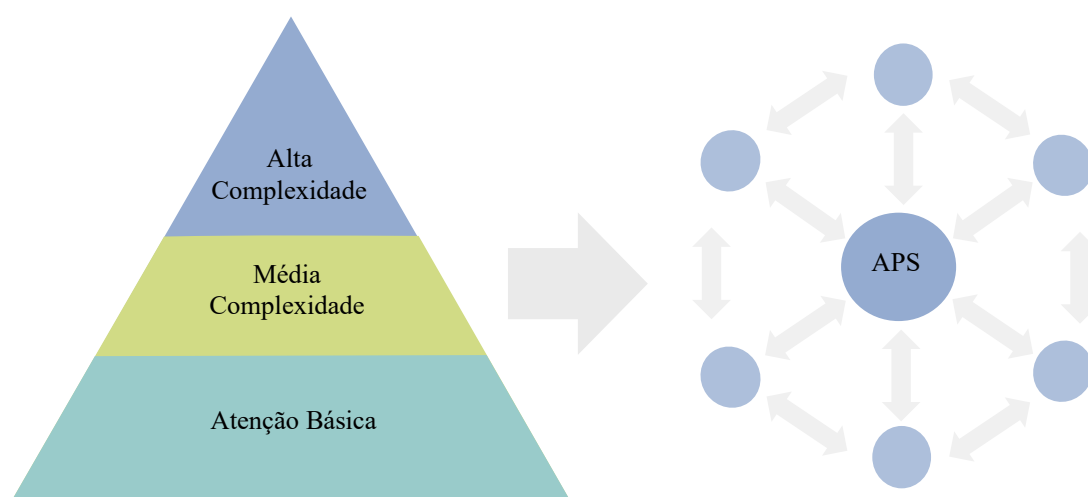 Alta
Complexidade
Média
Complexidade
Atenção Básica
APS